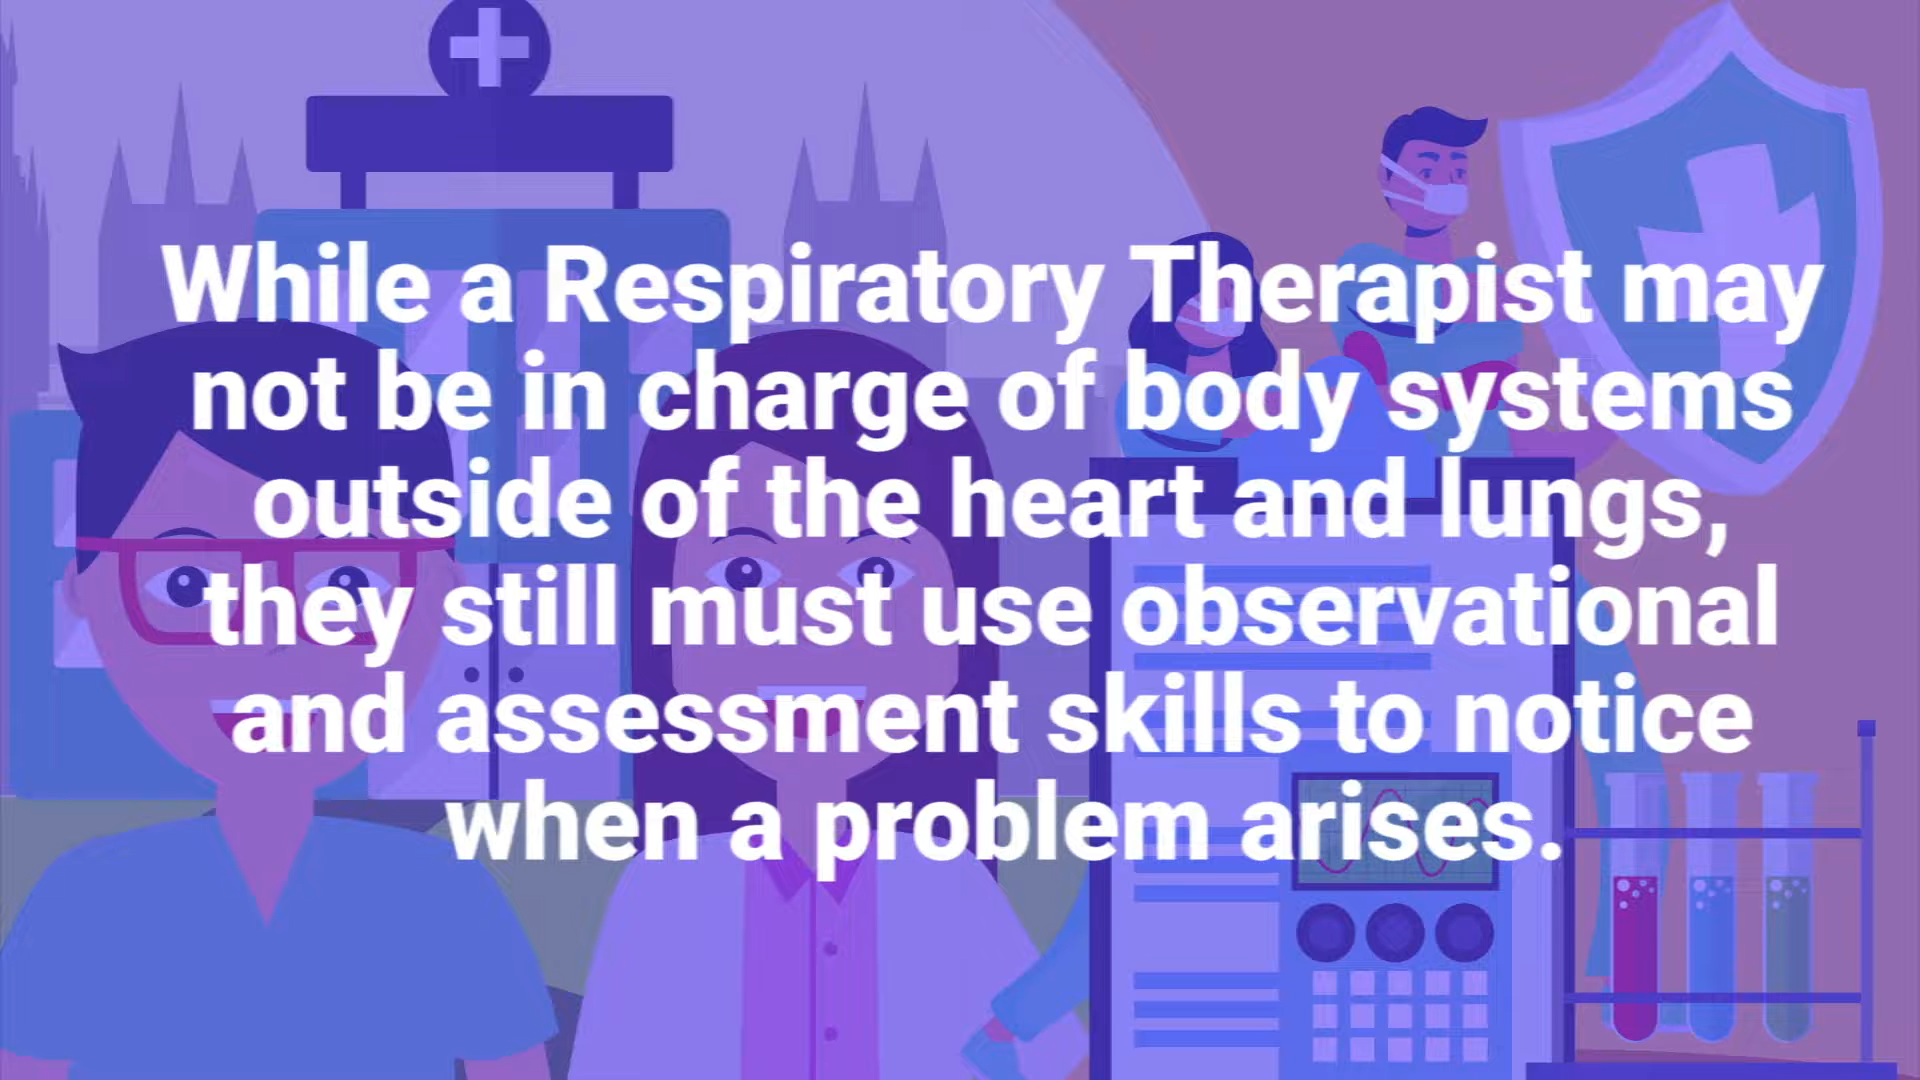 While a Respiratory Therapist may
not be in charge of body systems
outside of the heart and lungs,
they still must use observational
and assessment skills to notice
when a problem arises.